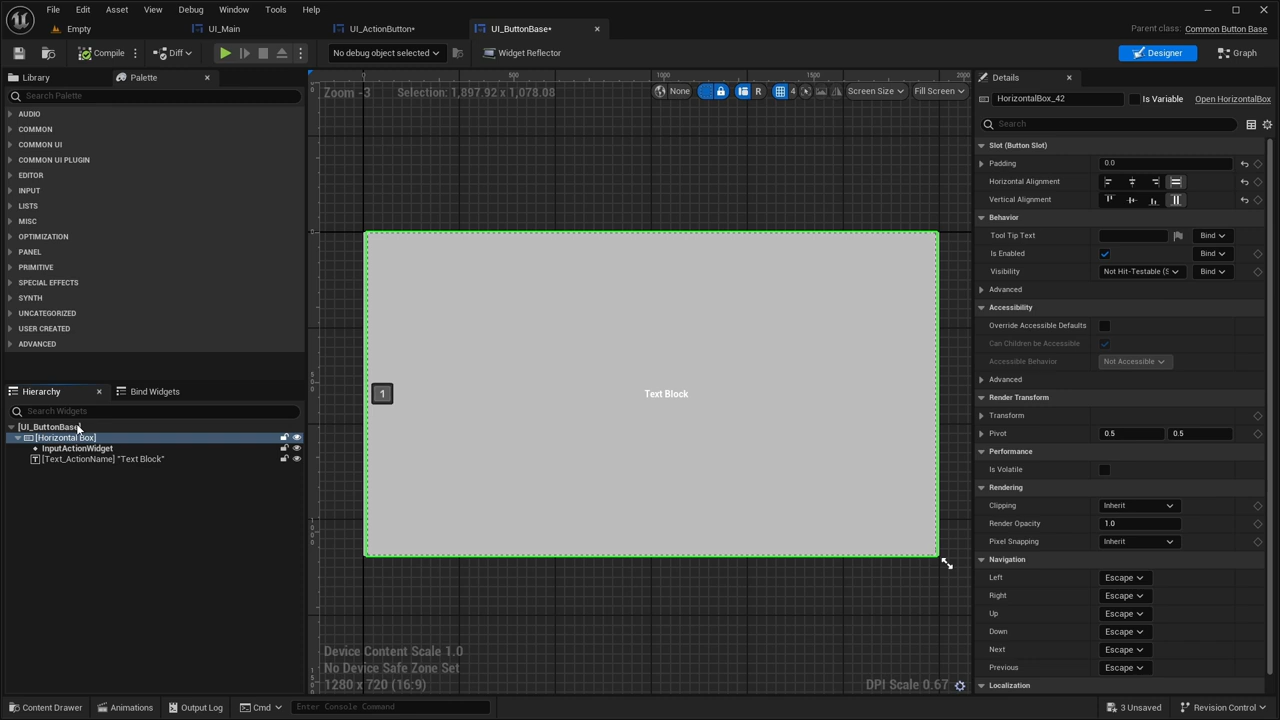 File Edit Asset View Debug Window Tools Help
Empty UI_Main UI_ActionButton* UI_ButtonBase* Parent class: Common Button Base
Compile Diff No debug object selected Widget Reflector Designer Graph
Library Palette Details
Search Palette
AUDIO
COMMON
COMMON UI
COMMON UI PLUGIN
EDITOR
INPUT
LISTS
MISC
OPTIMIZATION
PANEL
PRIMITIVE
SPECIAL EFFECTS
SYNTH
UNCATEGORIZED
USER CREATED
ADVANCED
Hierarchy Bind Widgets
Search Widgets
[UI_ButtonBase]
[Horizontal Box]
InputActionWidget
[Text_ActionName] "Text Block"
0 500 1000 1500 2000
Zoom -3 Selection: 1,897.92 x 1,078.08 None R 4 Screen Size Fill Screen
1 Text Block
Device Content Scale 1.0
No Device Safe Zone Set
1280 x 720 (16:9) DPI Scale 0.67
HorizontalBox_42 Is Variable Open HorizontalBox
Search
Slot (Button Slot)
Padding 0.0
Horizontal Alignment
Vertical Alignment
Behavior
Tool Tip Text Bind
Is Enabled Bind
Visibility Not Hit-Testable (S Bind
Advanced
Accessibility
Override Accessible Defaults
Can Children be Accessible
Accessible Behavior Not Accessible
Advanced
Render Transform
Transform
Pivot 0.5 0.5
Performance
Is Volatile
Rendering
Clipping Inherit
Render Opacity 1.0
Pixel Snapping Inherit
Navigation
Left Escape
Right Escape
Up Escape
Down Escape
Next Escape
Previous Escape
Localization
Content Drawer Animations Output Log Cmd Enter Console Command 3 Unsaved Revision Control